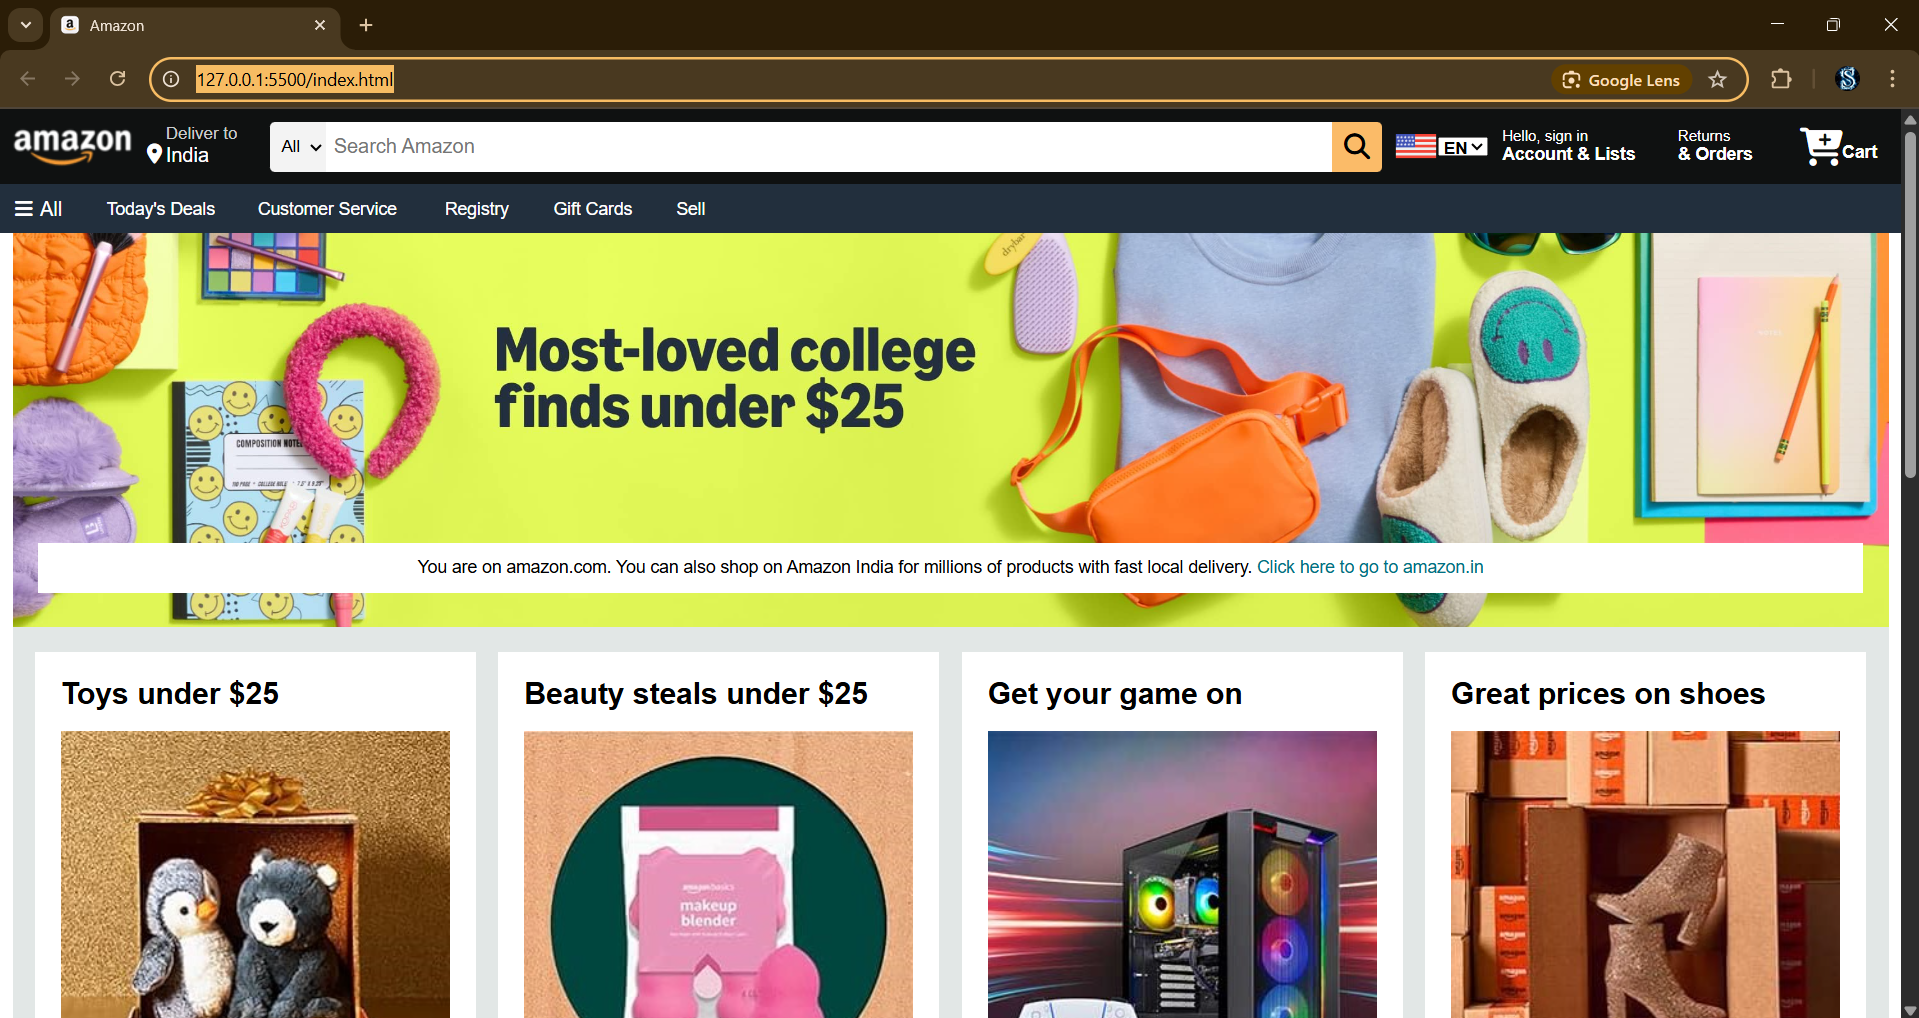 Amazon
127.0.0.1:5500/index.html
Google Lens
amazon
Deliver to
India
All
Search Amazon
EN
Hello, sign in
Account & Lists
Returns
& Orders
Cart
All
Today's Deals
Customer Service
Registry
Gift Cards
Sell
drybar
Most-loved college
finds under $25
COMPOSITION NOTE
NOTES
You are on amazon.com. You can also shop on Amazon India for millions of products with fast local delivery. Click here to go to amazon.in
Toys under $25
Beauty steals under $25
Get your game on
Great prices on shoes
amazon basics
makeup
blender